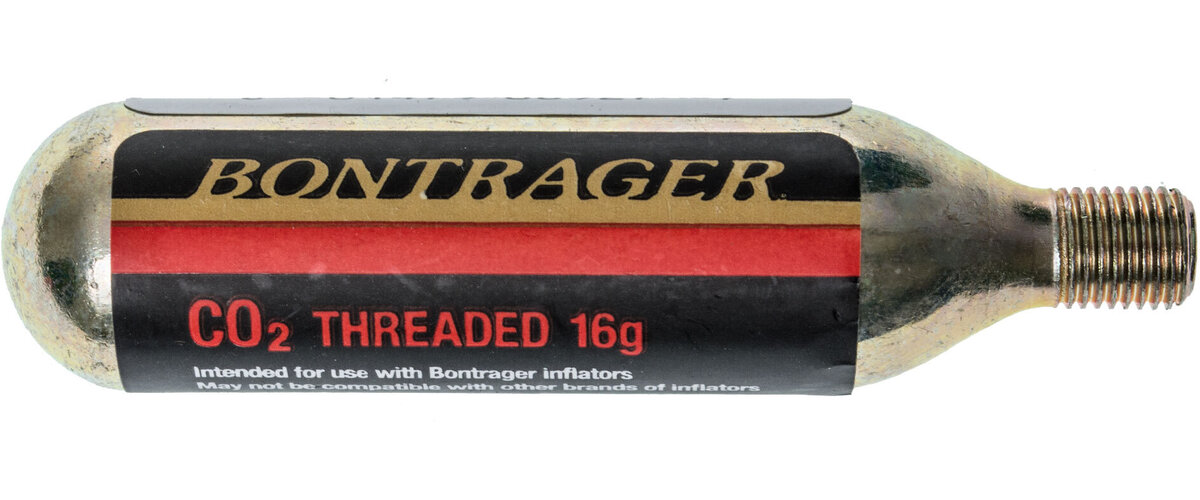 BONTRAGER
CO₂ THREADED 16g
Intended for use with Bontrager inflators
May not be compatible with other brands of inflators